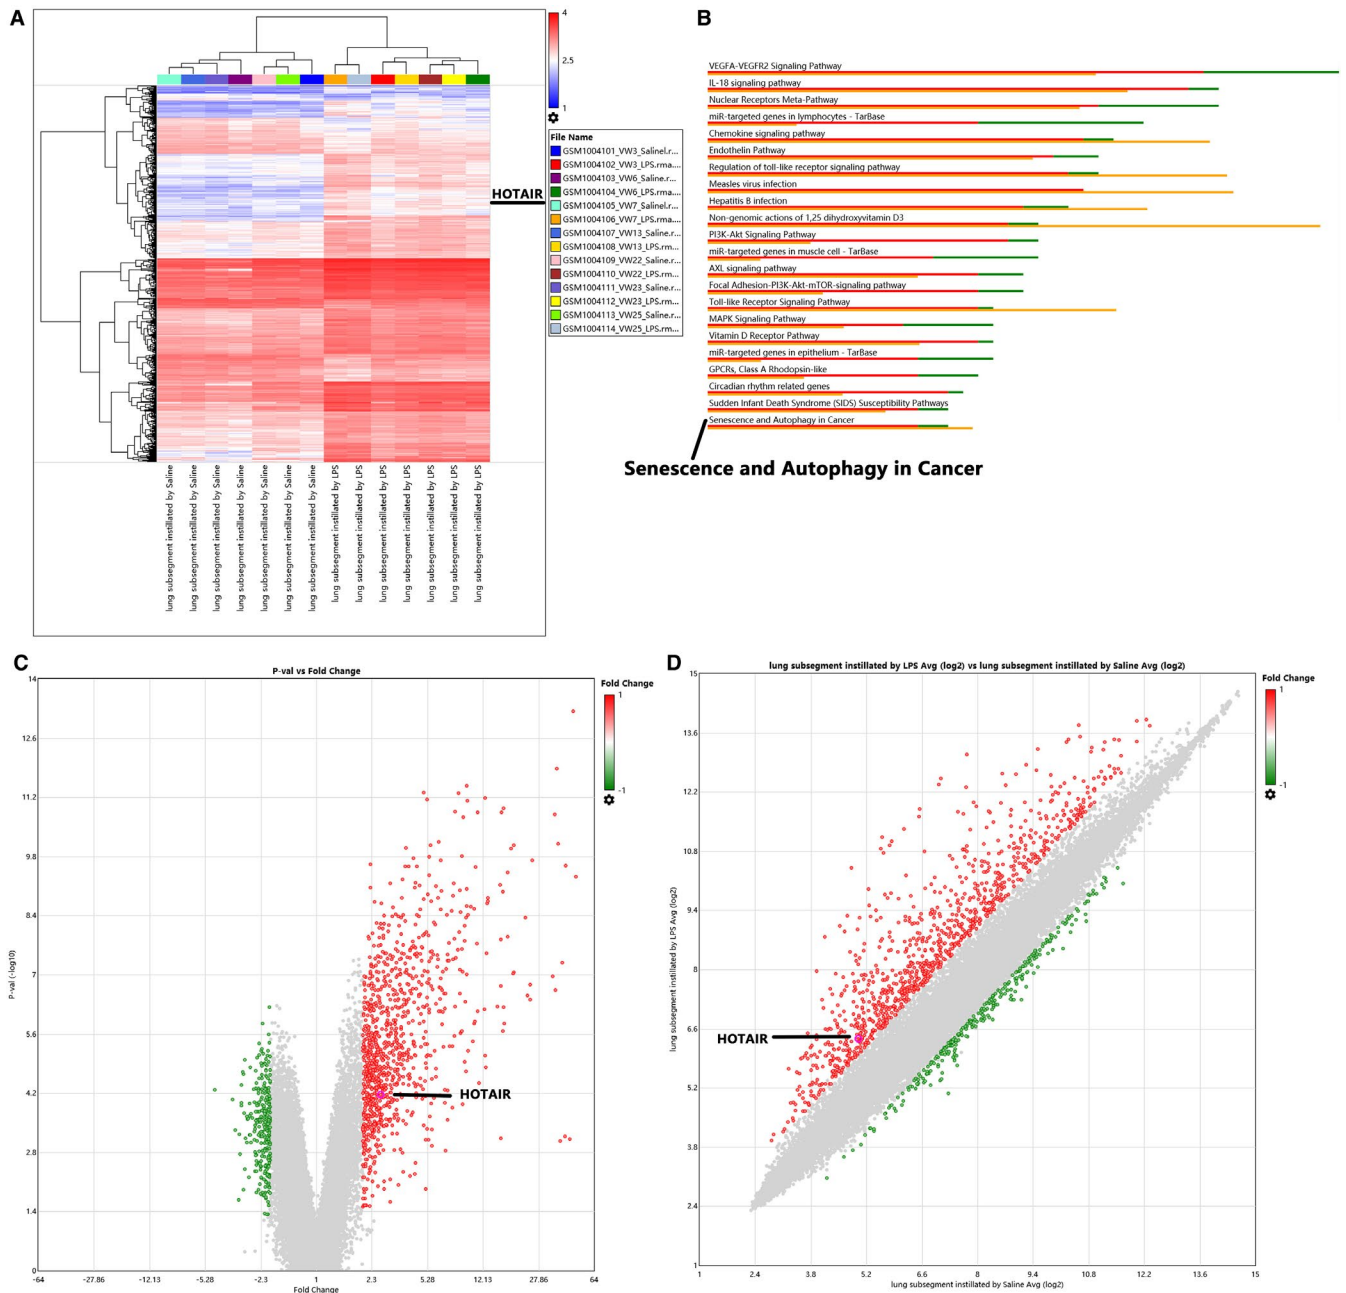 A
4
2.5
1
File Name
GSM1004101_VW3_Salinel.r...
GSM1004102_VW3_LPS.rma....
GSM1004103_VW6_Saline.r...
GSM1004104_VW6_LPS.rma...
GSM1004105_VW7_Salinel.r...
GSM1004106_VW7_LPS.rma....
GSM1004107_VW13_Saline.r...
GSM1004108_VW13_LPS.rm...
GSM1004109_VW22_Saline.r...
GSM1004110_VW22_LPS.rm...
GSM1004111_VW23_Saline.r...
GSM1004112_VW23_LPS.rm...
GSM1004113_VW25_Saline.r...
GSM1004114_VW25_LPS.rm...
HOTAIR
lung subsegment instillated by Saline
lung subsegment instillated by Saline
lung subsegment instillated by Saline
lung subsegment instillated by Saline
lung subsegment instillated by Saline
lung subsegment instillated by Saline
lung subsegment instillated by Saline
lung subsegment instillated by LPS
lung subsegment instillated by LPS
lung subsegment instillated by LPS
lung subsegment instillated by LPS
lung subsegment instillated by LPS
lung subsegment instillated by LPS
lung subsegment instillated by LPS
B
VEGFA-VEGFR2 Signaling Pathway
IL-18 signaling pathway
Nuclear Receptors Meta-Pathway
miR-targeted genes in lymphocytes - TarBase
Chemokine signaling pathway
Endothelin Pathway
Regulation of toll-like receptor signaling pathway
Measles virus infection
Hepatitis B infection
Non-genomic actions of 1,25 dihydroxyvitamin D3
PI3K-Akt Signaling Pathway
miR-targeted genes in muscle cell - TarBase
AXL signaling pathway
Focal Adhesion-PI3K-Akt-mTOR-signaling pathway
Toll-like Receptor Signaling Pathway
MAPK Signaling Pathway
Vitamin D Receptor Pathway
miR-targeted genes in epithelium - TarBase
GPCRs, Class A Rhodopsin-like
Circadian rhythm related genes
Sudden Infant Death Syndrome (SIDS) Susceptibility Pathways
Senescence and Autophagy in Cancer
Senescence and Autophagy in Cancer
C
P-val vs Fold Change
Fold Change
1
-1
P-val (-log10)
14
12.6
11.2
9.8
8.4
7
5.6
4.2
2.8
1.4
0
HOTAIR
-64
-27.86
-12.13
-5.28
-2.3
1
2.3
5.28
12.13
27.86
64
Fold Change
D
lung subsegment instillated by LPS Avg (log2) vs lung subsegment instillated by Saline Avg (log2)
Fold Change
1
-1
lung subsegment instillated by LPS Avg (log2)
15
13.6
12.2
10.8
9.4
8
6.6
5.2
3.8
2.4
1
HOTAIR
1
2.4
3.8
5.2
6.6
8
9.4
10.8
12.2
13.6
15
lung subsegment instillated by Saline Avg (log2)